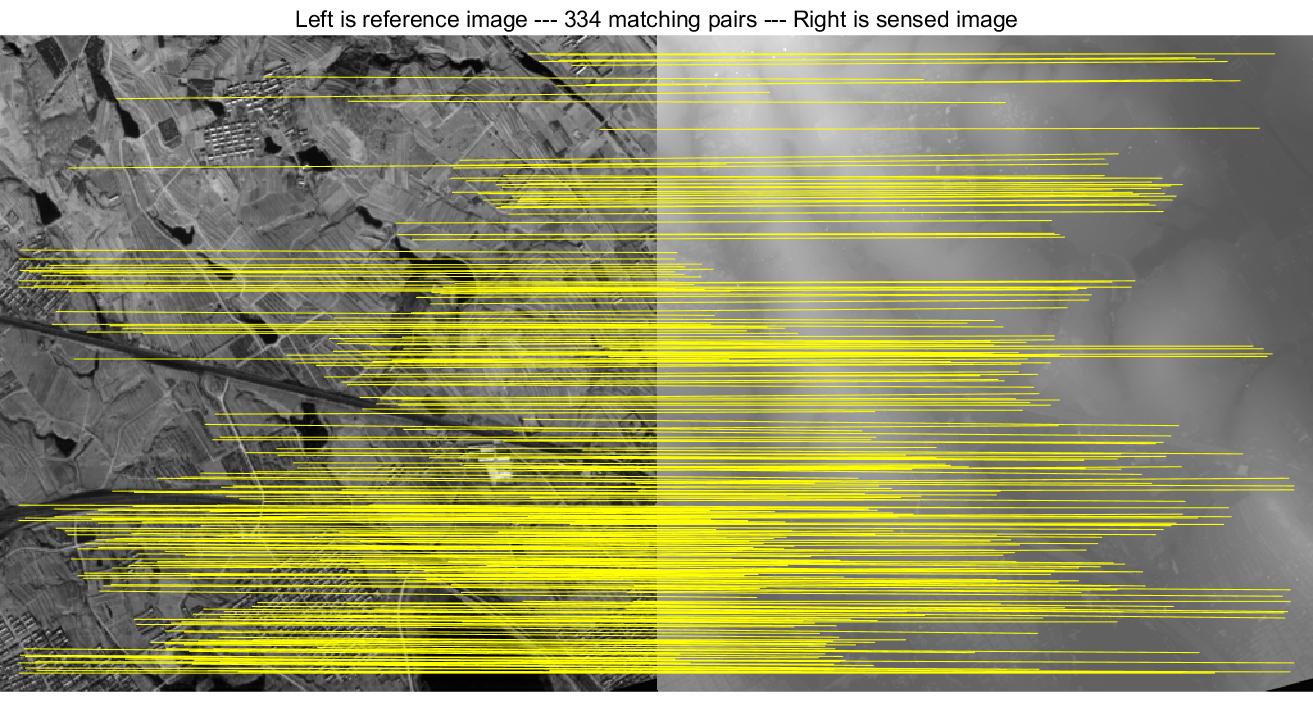 Left is reference image --- 334 matching pairs --- Right is sensed image